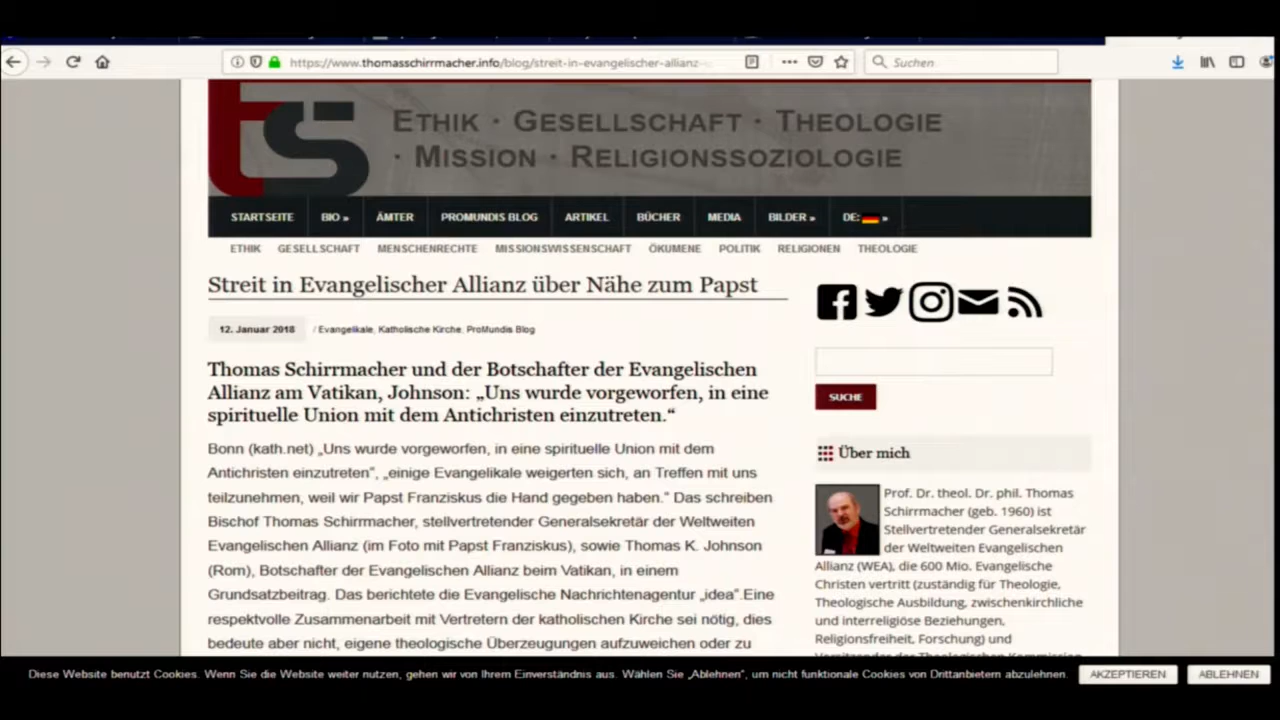 https://www.thomasschirrmacher.info/blog/streit-in-evangelischer-allianz-
Suchen
ts
ETHIK · GESELLSCHAFT · THEOLOGIE
· MISSION · RELIGIONSSOZIOLOGIE
STARTSEITE BIO » ÄMTER PROMUNDIS BLOG ARTIKEL BÜCHER MEDIA BILDER » DE: »
ETHIK GESELLSCHAFT MENSCHENRECHTE MISSIONSWISSENSCHAFT ÖKUMENE POLITIK RELIGIONEN THEOLOGIE
Streit in Evangelischer Allianz über Nähe zum Papst
12. Januar 2018 / Evangelikale, Katholische Kirche, ProMundis Blog
Thomas Schirrmacher und der Botschafter der Evangelischen
Allianz am Vatikan, Johnson: „Uns wurde vorgeworfen, in eine
spirituelle Union mit dem Antichristen einzutreten.“
Bonn (kath.net) „Uns wurde vorgeworfen, in eine spirituelle Union mit dem
Antichristen einzutreten”, „einige Evangelikale weigerten sich, an Treffen mit uns
teilzunehmen, weil wir Papst Franziskus die Hand gegeben haben.” Das schreiben
Bischof Thomas Schirrmacher, stellvertretender Generalsekretär der Weltweiten
Evangelischen Allianz (im Foto mit Papst Franziskus), sowie Thomas K. Johnson
(Rom), Botschafter der Evangelischen Allianz beim Vatikan, in einem
Grundsatzbeitrag. Das berichtete die Evangelische Nachrichtenagentur „idea”.Eine
respektvolle Zusammenarbeit mit Vertretern der katholischen Kirche sei nötig, dies
bedeute aber nicht, eigene theologische Überzeugungen aufzuweichen oder zu
SUCHE
Über mich
Prof. Dr. theol. Dr. phil. Thomas
Schirrmacher (geb. 1960) ist
Stellvertretender Generalsekretär
der Weltweiten Evangelischen
Allianz (WEA), die 600 Mio. Evangelische
Christen vertritt (zuständig für Theologie,
Theologische Ausbildung, zwischenkirchliche
und interreligiöse Beziehungen,
Religionsfreiheit, Forschung) und
Vorsitzender der Theologischen Kommission
Diese Website benutzt Cookies. Wenn Sie die Website weiter nutzen, gehen wir von Ihrem Einverständnis aus. Wählen Sie „Ablehnen”, um nicht funktionale Cookies von Drittanbietern abzulehnen. AKZEPTIEREN ABLEHNEN